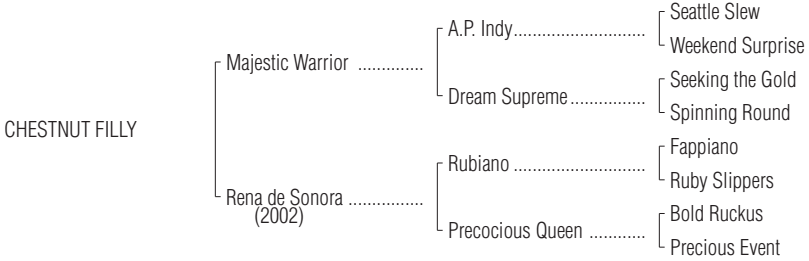 Seattle Slew
A.P. Indy............................
Weekend Surprise
Majestic Warrior ..............
Seeking the Gold
Dream Supreme................
Spinning Round
CHESTNUT FILLY
Fappiano
Rubiano ............................
Ruby Slippers
Rena de Sonora ................
(2002)
Bold Ruckus
Precocious Queen ............
Precious Event